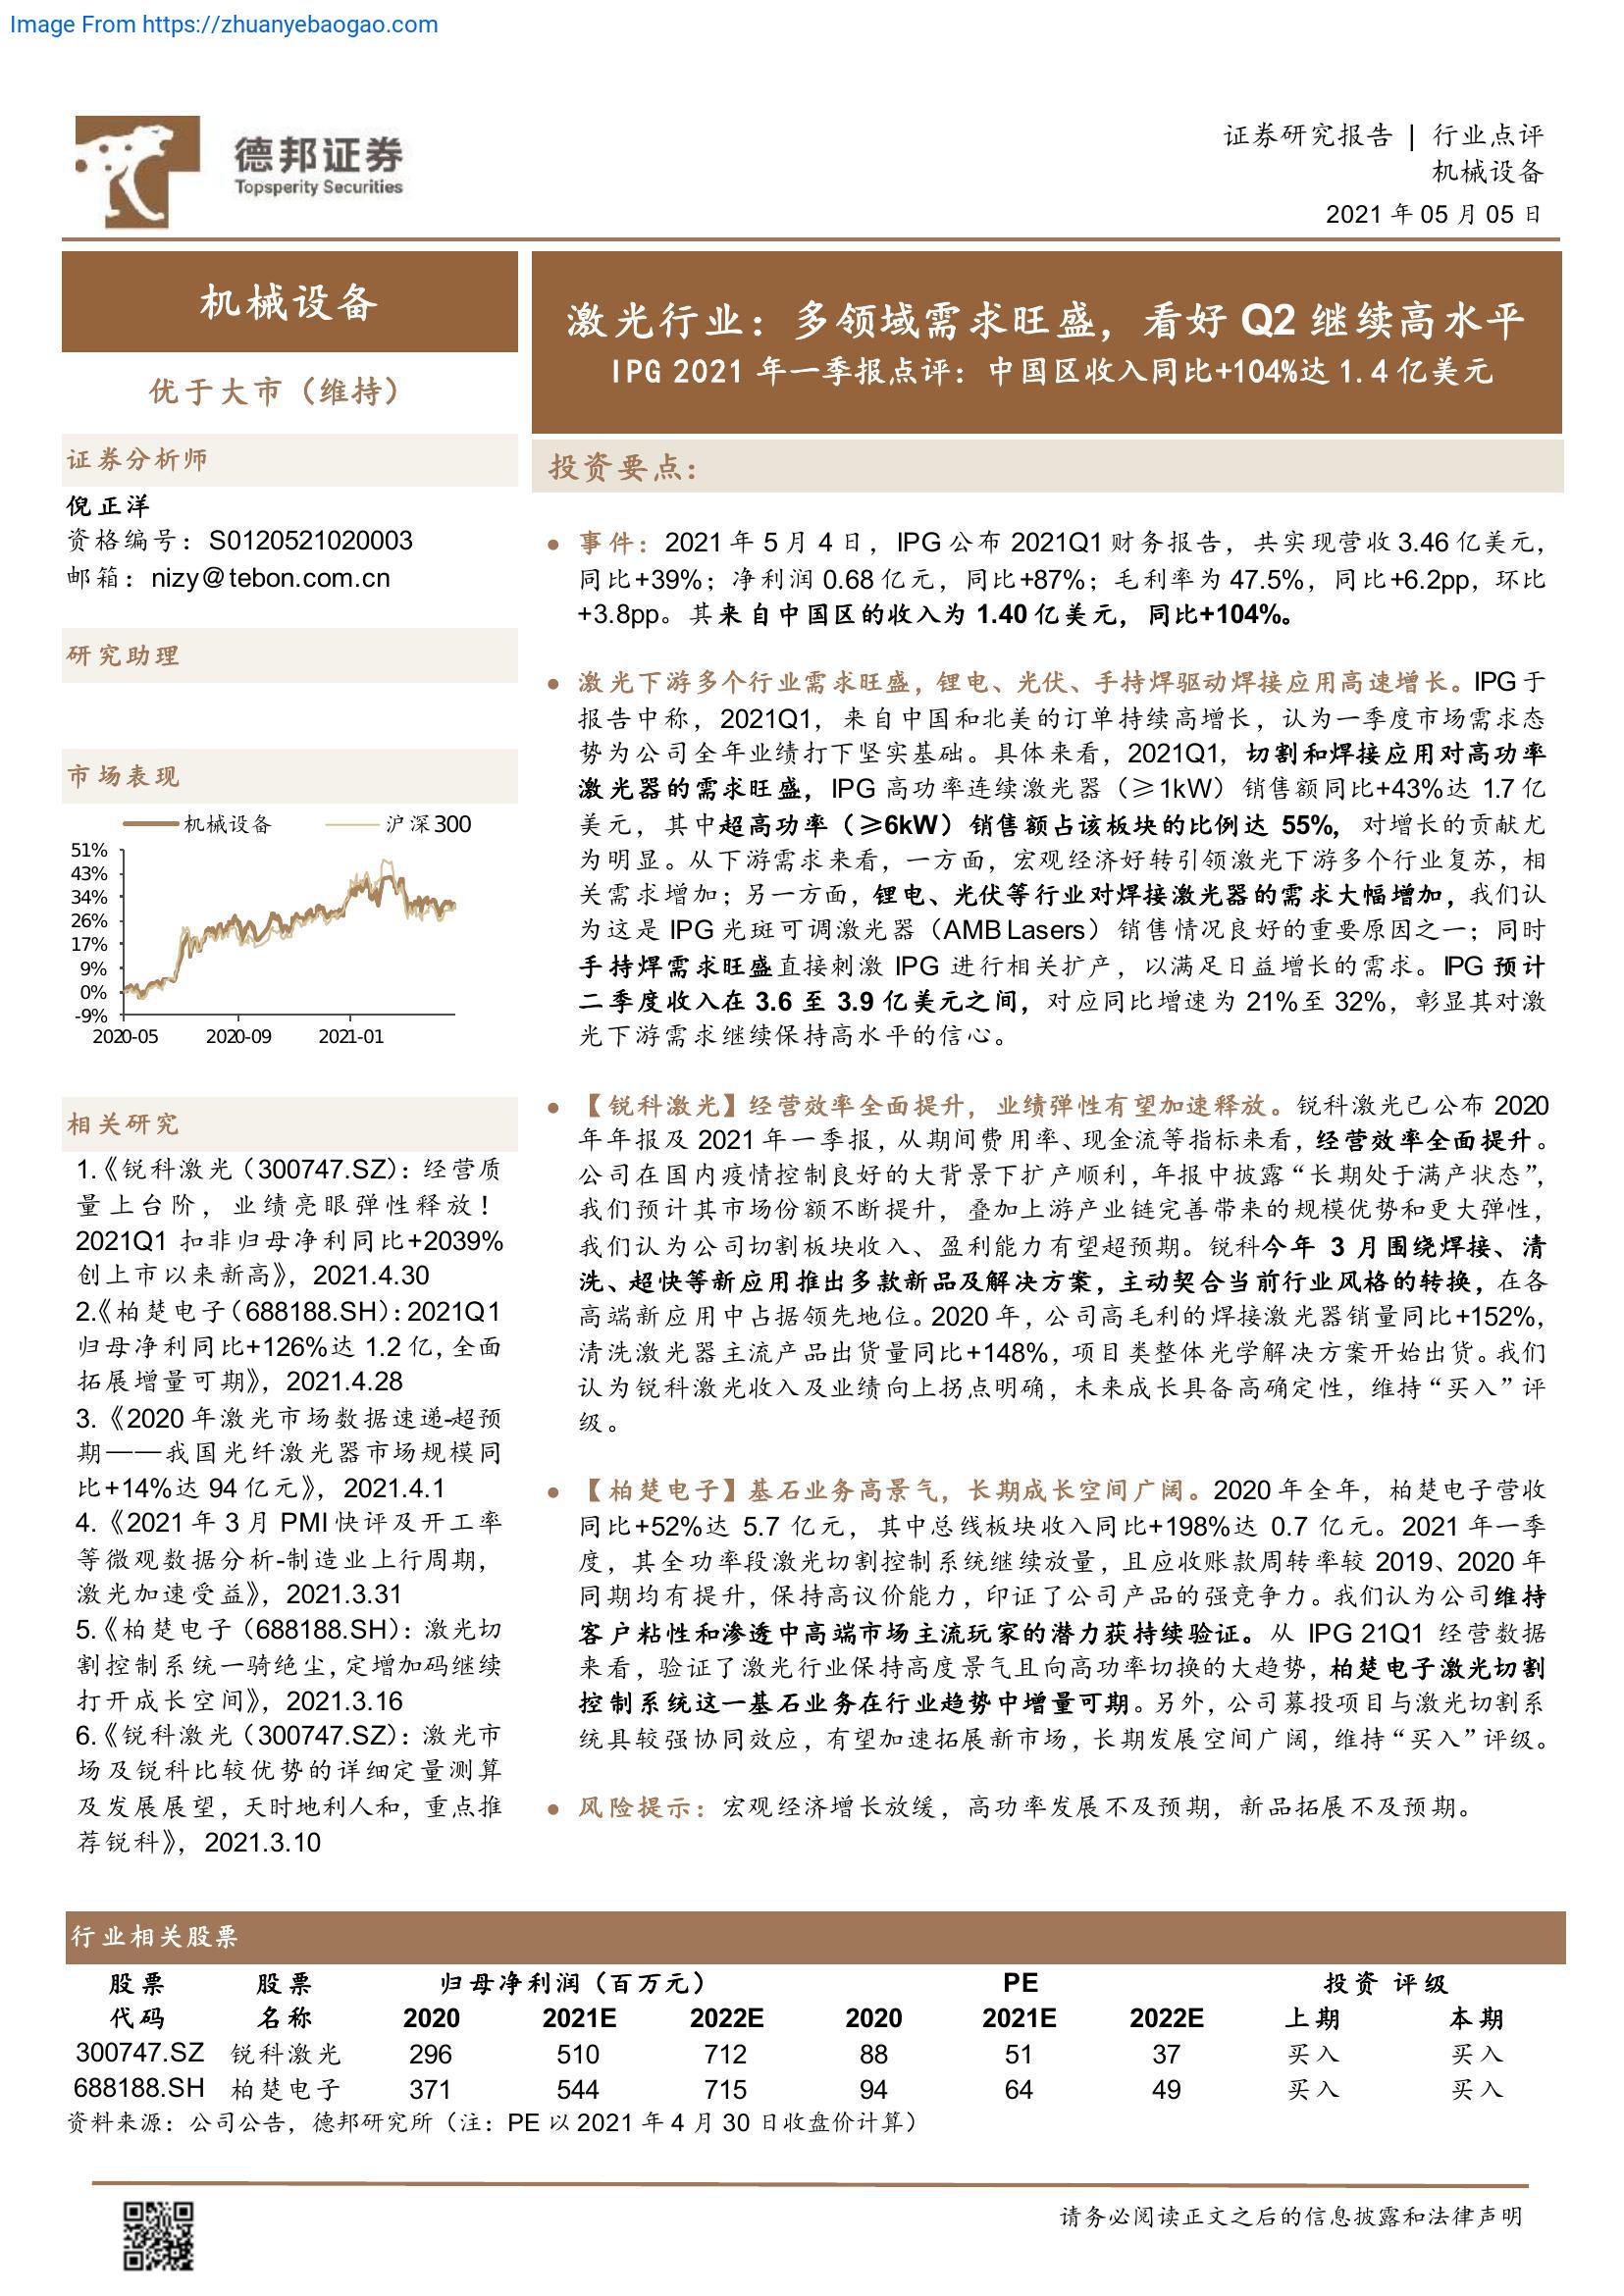 Image From https://zhuanyebaogao.com
德邦证券
Topsperity Securities
证券研究报告 | 行业点评
机械设备
2021 年 05 月 05 日
机械设备
优于大市（维持）
证券分析师
倪正洋
资格编号：S0120521020003
邮箱：nizy@tebon.com.cn
研究助理
市场表现
机械设备 沪深300
51%
43%
34%
26%
17%
9%
0%
-9%
2020-05 2020-09 2021-01
相关研究
1.《锐科激光（300747.SZ）：经营质
量上台阶，业绩亮眼弹性释放！
2021Q1 扣非归母净利同比+2039%
创上市以来新高》，2021.4.30
2.《柏楚电子（688188.SH）：2021Q1
归母净利同比+126%达 1.2 亿，全面
拓展增量可期》，2021.4.28
3.《2020 年激光市场数据速递-超预
期——我国光纤激光器市场规模同
比+14%达 94 亿元》，2021.4.1
4.《2021 年 3 月 PMI 快评及开工率
等微观数据分析-制造业上行周期，
激光加速受益》，2021.3.31
5.《柏楚电子（688188.SH）：激光切
割控制系统一骑绝尘，定增加码继续
打开成长空间》，2021.3.16
6.《锐科激光（300747.SZ）：激光市
场及锐科比较优势的详细定量测算
及发展展望，天时地利人和，重点推
荐锐科》，2021.3.10
激光行业：多领域需求旺盛，看好 Q2 继续高水平
IPG 2021 年一季报点评：中国区收入同比+104%达 1.4 亿美元
投资要点：
● 事件：2021 年 5 月 4 日，IPG 公布 2021Q1 财务报告，共实现营收 3.46 亿美元，
同比+39%；净利润 0.68 亿元，同比+87%；毛利率为 47.5%，同比+6.2pp，环比
+3.8pp。其来自中国区的收入为 1.40 亿美元，同比+104%。
● 激光下游多个行业需求旺盛，锂电、光伏、手持焊驱动焊接应用高速增长。IPG 于
报告中称，2021Q1，来自中国和北美的订单持续高增长，认为一季度市场需求态
势为公司全年业绩打下坚实基础。具体来看，2021Q1，切割和焊接应用对高功率
激光器的需求旺盛，IPG 高功率连续激光器（≥1kW）销售额同比+43%达 1.7 亿
美元，其中超高功率（≥6kW）销售额占该板块的比例达 55%，对增长的贡献尤
为明显。从下游需求来看，一方面，宏观经济好转引领激光下游多个行业复苏，相
关需求增加；另一方面，锂电、光伏等行业对焊接激光器的需求大幅增加，我们认
为这是 IPG 光斑可调激光器（AMB Lasers）销售情况良好的重要原因之一；同时
手持焊需求旺盛直接刺激 IPG 进行相关扩产，以满足日益增长的需求。IPG 预计
二季度收入在 3.6 至 3.9 亿美元之间，对应同比增速为 21%至 32%，彰显其对激
光下游需求继续保持高水平的信心。
● 【锐科激光】经营效率全面提升，业绩弹性有望加速释放。锐科激光已公布 2020
年年报及 2021 年一季报，从期间费用率、现金流等指标来看，经营效率全面提升。
公司在国内疫情控制良好的大背景下扩产顺利，年报中披露“长期处于满产状态”，
我们预计其市场份额不断提升，叠加上游产业链完善带来的规模优势和更大弹性，
我们认为公司切割板块收入、盈利能力有望超预期。锐科今年 3 月围绕焊接、清
洗、超快等新应用推出多款新品及解决方案，主动契合当前行业风格的转换，在各
高端新应用中占据领先地位。2020 年，公司高毛利的焊接激光器销量同比+152%，
清洗激光器主流产品出货量同比+148%，项目类整体光学解决方案开始出货。我们
认为锐科激光收入及业绩向上拐点明确，未来成长具备高确定性，维持“买入”评
级。
● 【柏楚电子】基石业务高景气，长期成长空间广阔。2020 年全年，柏楚电子营收
同比+52%达 5.7 亿元，其中总线板块收入同比+198%达 0.7 亿元。2021 年一季
度，其全功率段激光切割控制系统继续放量，且应收账款周转率较 2019、2020 年
同期均有提升，保持高议价能力，印证了公司产品的强竞争力。我们认为公司维持
客户粘性和渗透中高端市场主流玩家的潜力获持续验证。从 IPG 21Q1 经营数据
来看，验证了激光行业保持高度景气且向高功率切换的大趋势，柏楚电子激光切割
控制系统这一基石业务在行业趋势中增量可期。另外，公司募投项目与激光切割系
统具较强协同效应，有望加速拓展新市场，长期发展空间广阔，维持“买入”评级。
● 风险提示：宏观经济增长放缓，高功率发展不及预期，新品拓展不及预期。
行业相关股票
股票 股票 归母净利润（百万元） PE 投资 评级
代码 名称 2020 2021E 2022E 2020 2021E 2022E 上期 本期
300747.SZ 锐科激光 296 510 712 88 51 37 买入 买入
688188.SH 柏楚电子 371 544 715 94 64 49 买入 买入
资料来源：公司公告，德邦研究所（注：PE 以 2021 年 4 月 30 日收盘价计算）
请务必阅读正文之后的信息披露和法律声明